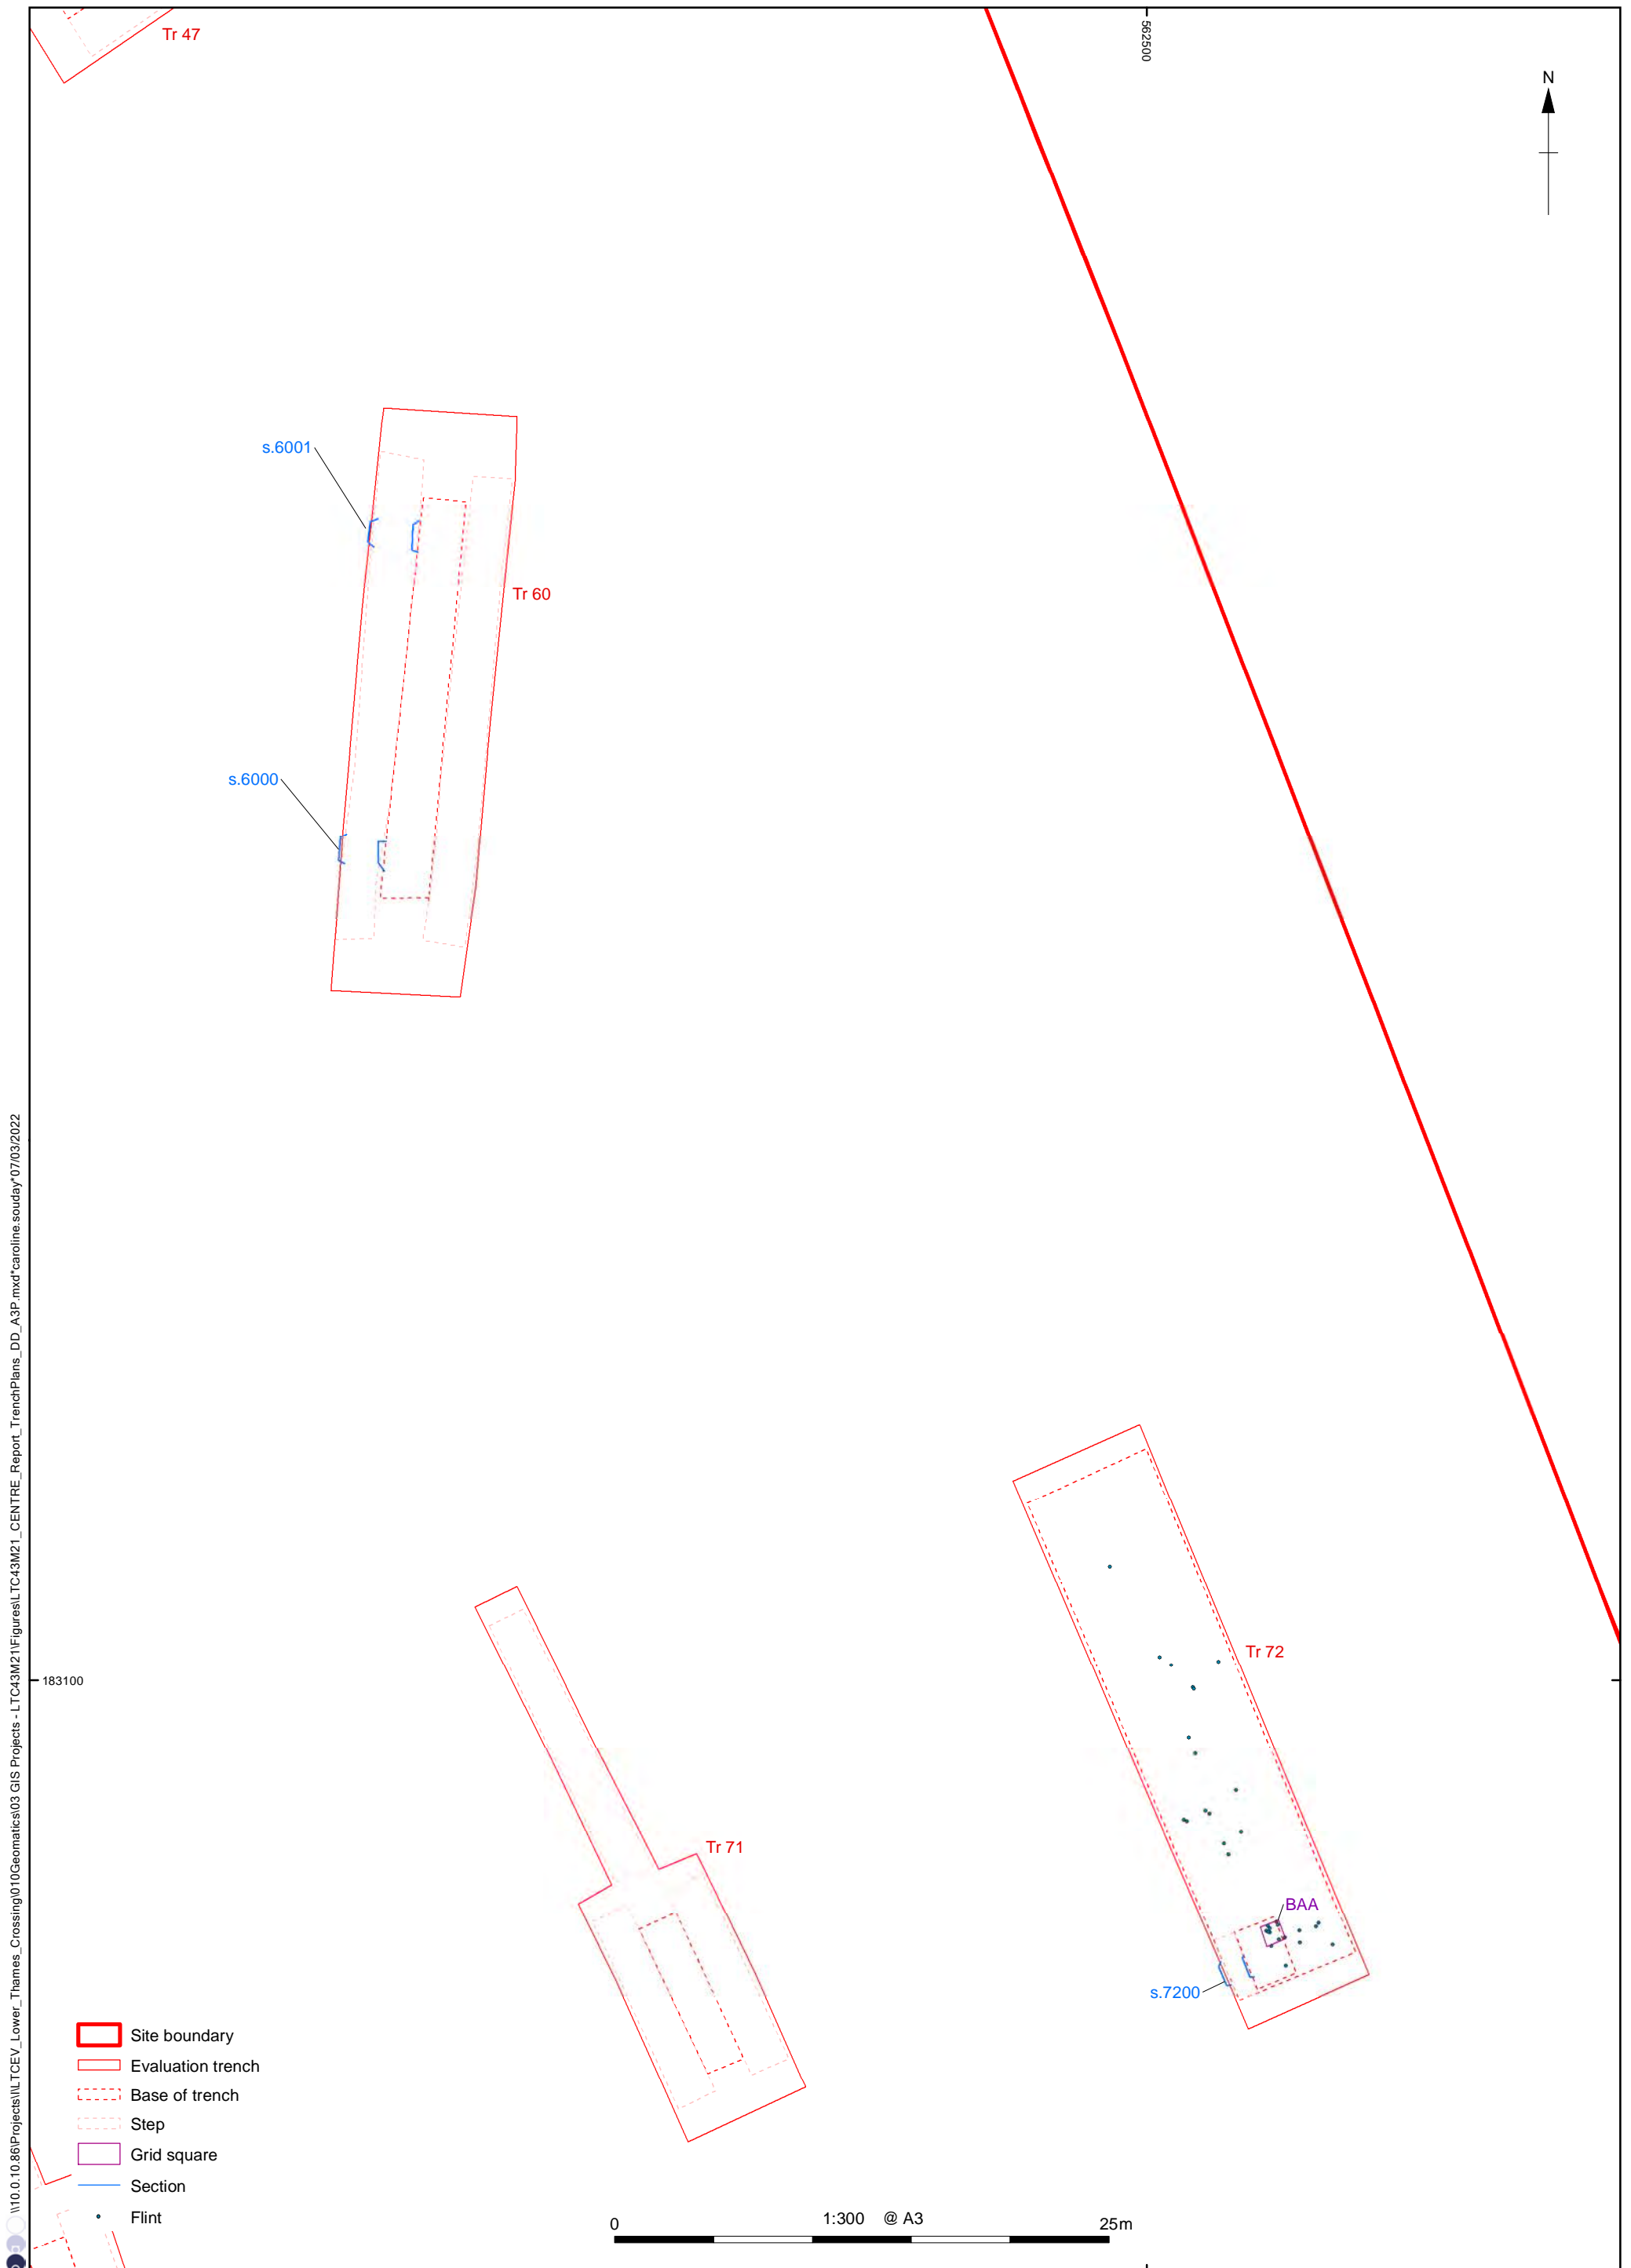 Tr 47
562500
N
s.6001
Tr 60
s.6000
Tr 72
183100
Tr 71
BAA
s.7200
Site boundary
Evaluation trench
Base of trench
Step
Grid square
Section
Flint
0
1:300 @ A3
25m
\\10.0.10.86\Projects\l\LTCEV_Lower_Thames_Crossing\010Geomatics\03 GIS Projects - LTC43M21\Figures\LTC43M21_CENTRE_Report_TrenchPlans_DD_A3P.mxd*caroline.souday*07/03/2022